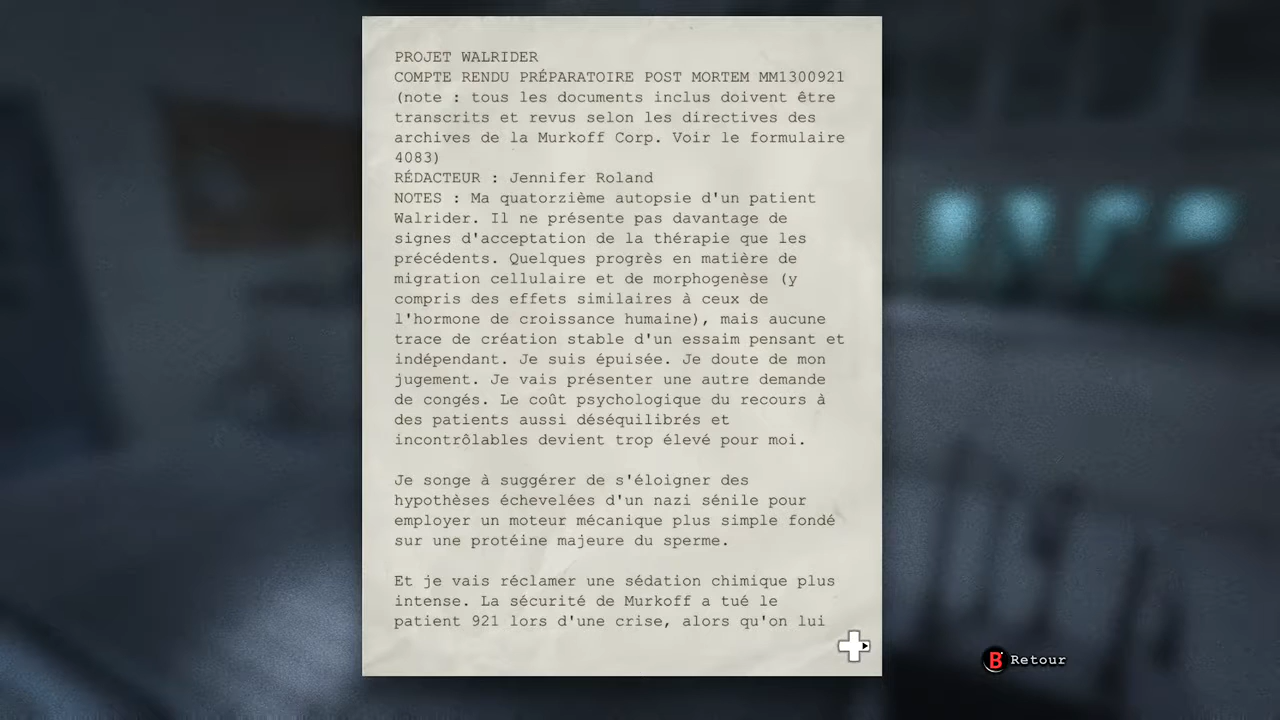 PROJET WALRIDER
COMPTE RENDU PRÉPARATOIRE POST MORTEM MM1300921
(note : tous les documents inclus doivent être
transcrits et revus selon les directives des
archives de la Murkoff Corp. Voir le formulaire
4083)
RÉDACTEUR : Jennifer Roland
NOTES : Ma quatorzième autopsie d'un patient
Walrider. Il ne présente pas davantage de
signes d'acceptation de la thérapie que les
précédents. Quelques progrès en matière de
migration cellulaire et de morphogenèse (y
compris des effets similaires à ceux de
l'hormone de croissance humaine), mais aucune
trace de création stable d'un essaim pensant et
indépendant. Je suis épuisée. Je doute de mon
jugement. Je vais présenter une autre demande
de congés. Le coût psychologique du recours à
des patients aussi déséquilibrés et
incontrôlables devient trop élevé pour moi.
Je songe à suggérer de s'éloigner des
hypothèses échevelées d'un nazi sénile pour
employer un moteur mécanique plus simple fondé
sur une protéine majeure du sperme.
Et je vais réclamer une sédation chimique plus
intense. La sécurité de Murkoff a tué le
patient 921 lors d'une crise, alors qu'on lui
B Retour